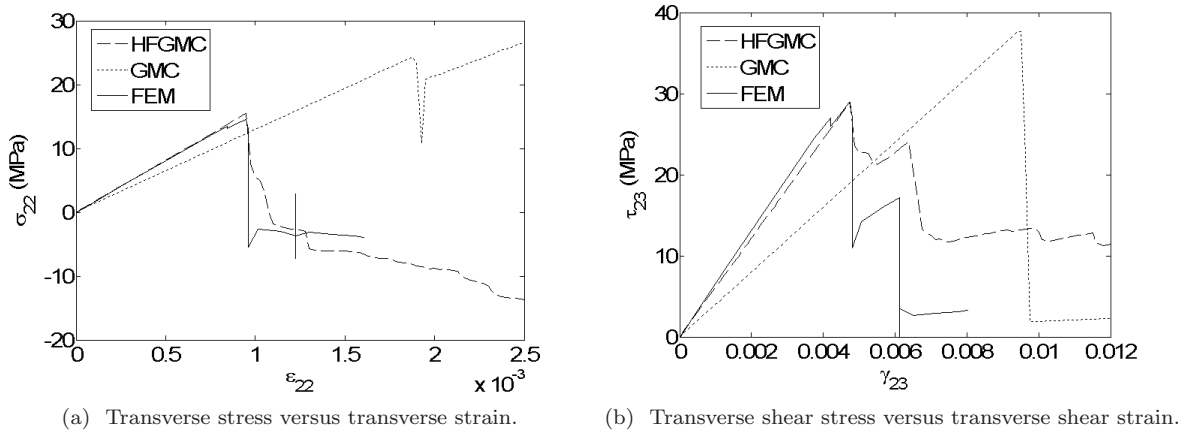 30
20
10
0
-10
-20
σ22 (MPa)
HFGMC
GMC
FEM
0 0.5 1 1.5 2 2.5
ε22
x 10-3
(a) Transverse stress versus transverse strain.
40
30
20
10
0
τ23 (MPa)
HFGMC
GMC
FEM
0 0.002 0.004 0.006 0.008 0.01 0.012
γ23
(b) Transverse shear stress versus transverse shear strain.